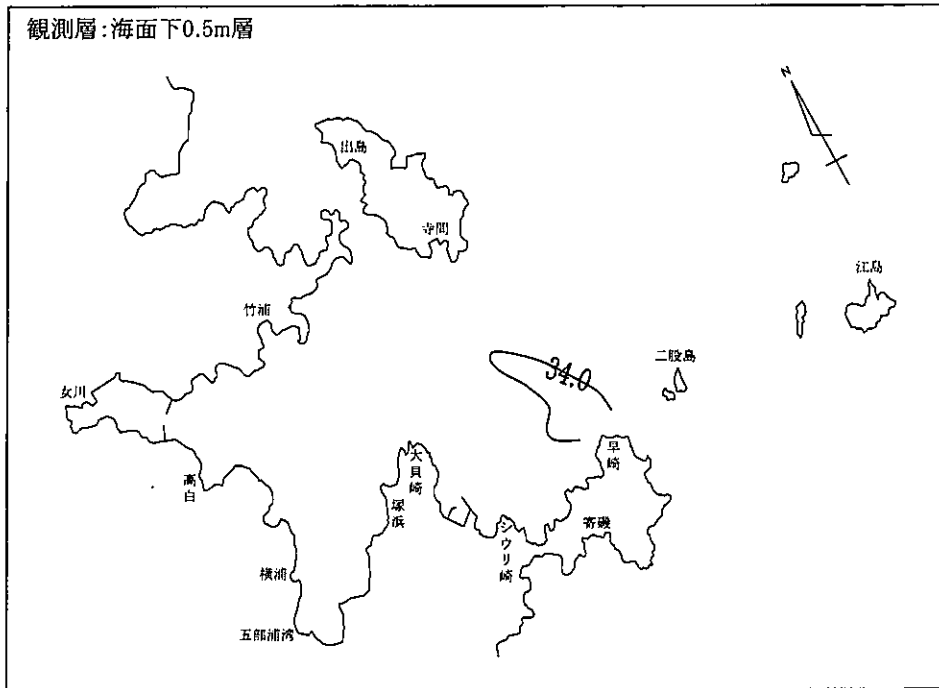 観測層:海面下0.5m層
N
出島
寺間
江島
竹浦
二股島
34.0
女川
早崎
大貝崎
高白
塚浜
寄磯
シウリ崎
横浦
五部浦湾